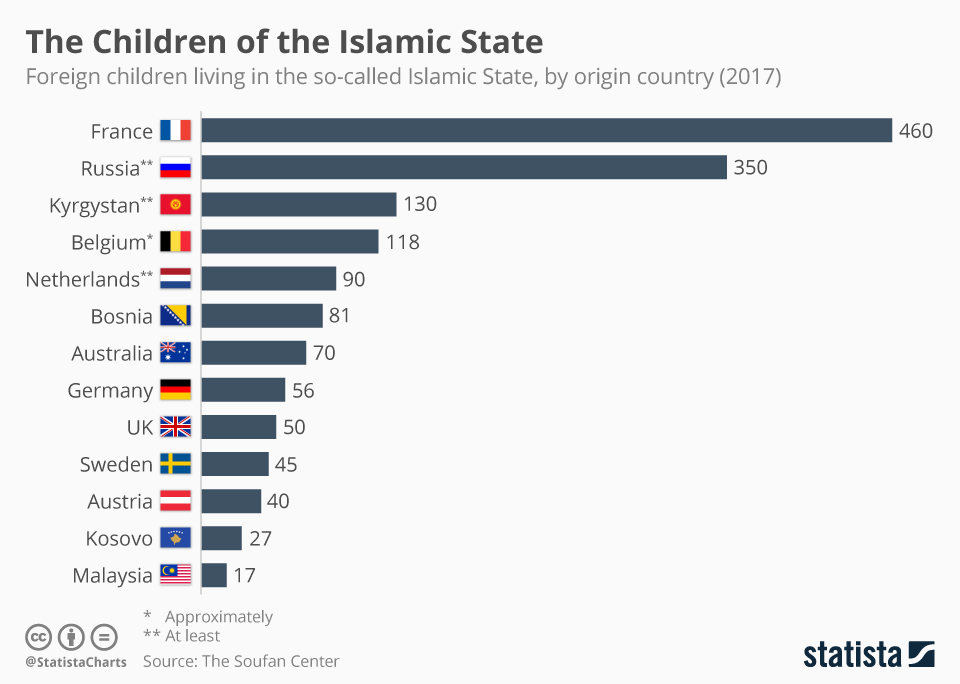 The Children of the Islamic State
Foreign children living in the so-called Islamic State, by origin country (2017)
France 460
Russia** 350
Kyrgystan** 130
Belgium* 118
Netherlands** 90
Bosnia 81
Australia 70
Germany 56
UK 50
Sweden 45
Austria 40
Kosovo 27
Malaysia 17
* Approximately
** At least
cc
@StatistaCharts Source: The Soufan Center
statista